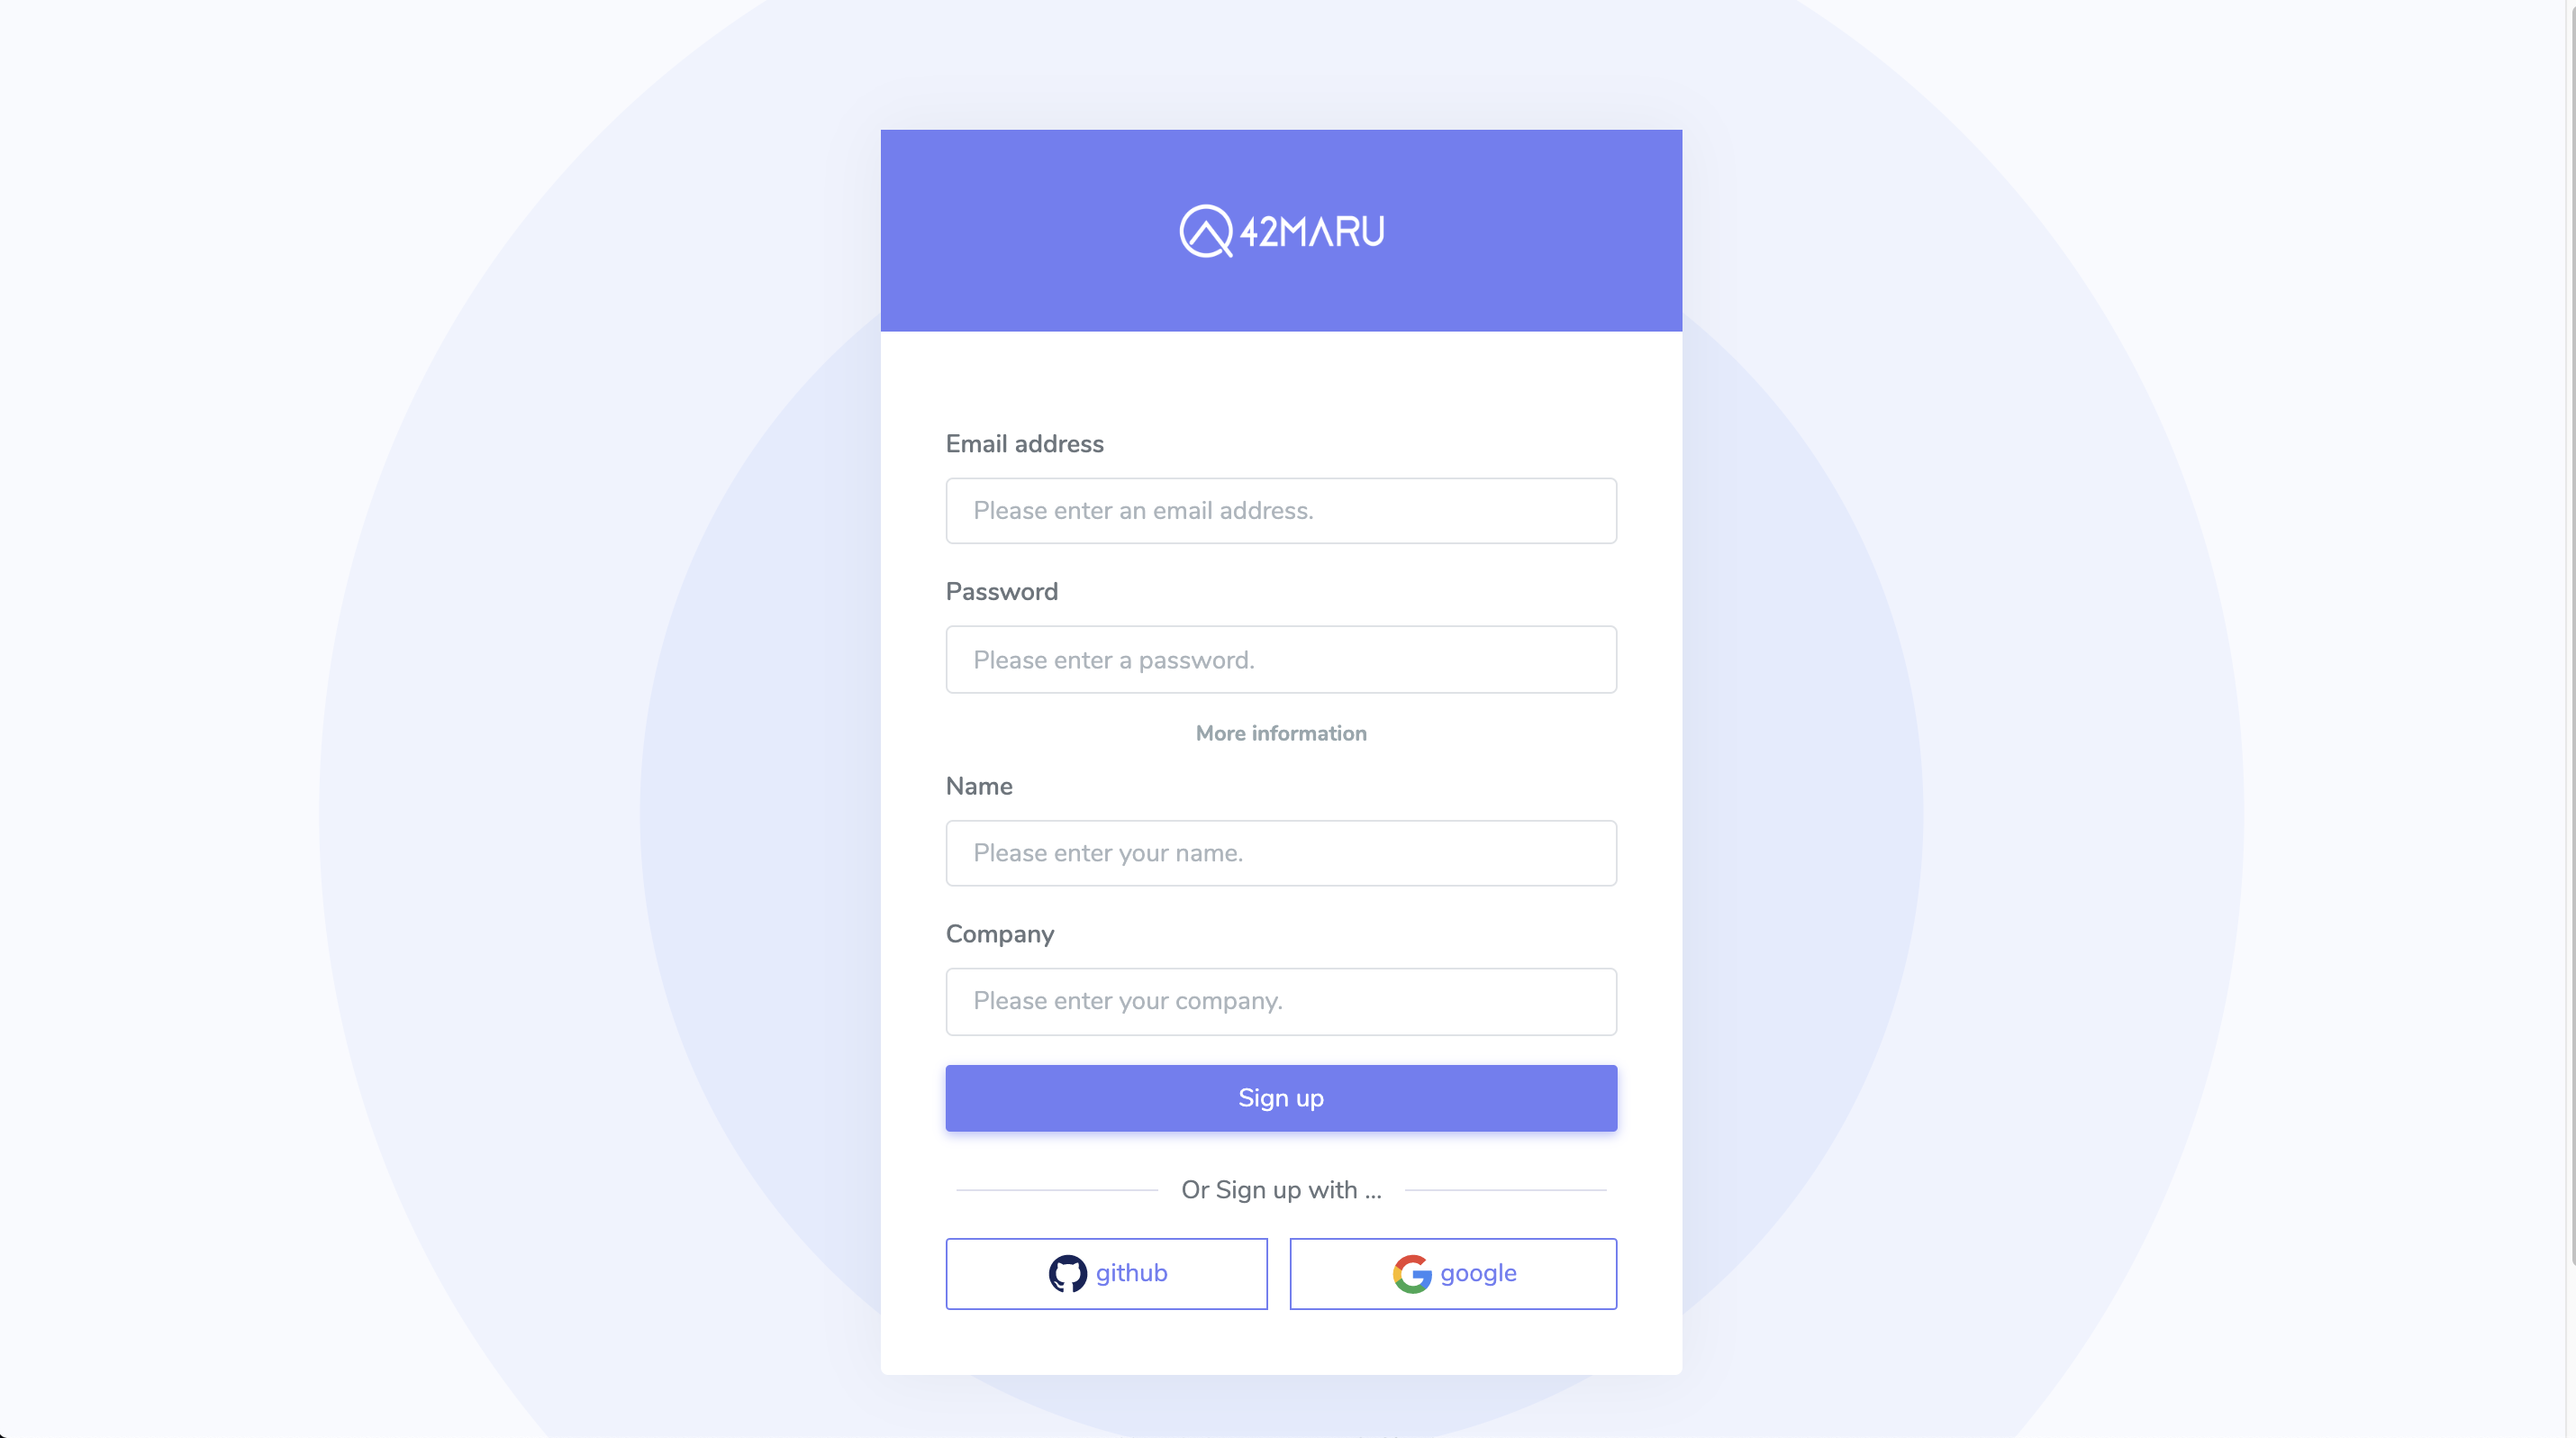 42MARU
Email address
Please enter an email address.
Password
Please enter a password.
More information
Name
Please enter your name.
Company
Please enter your company.
Sign up
Or Sign up with ...
github
google